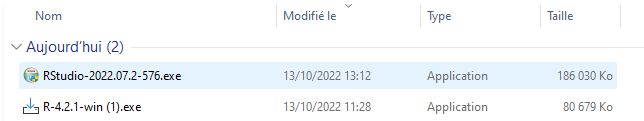 Nom Modifié le Type Taille
Aujourd'hui (2)
RStudio-2022.07.2-576.exe 13/10/2022 13:12 Application 186 030 Ko
R-4.2.1-win (1).exe 13/10/2022 11:28 Application 80 679 Ko